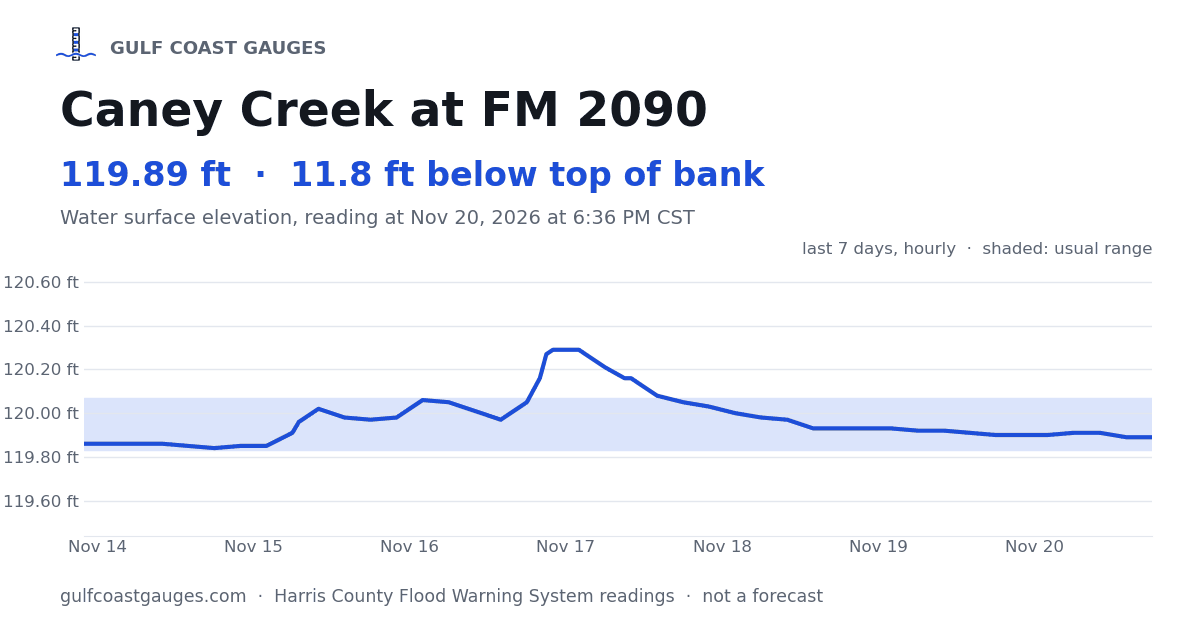 GULF COAST GAUGES
Caney Creek at FM 2090
119.89 ft · 11.8 ft below top of bank
Water surface elevation, reading at Nov 20, 2026 at 6:36 PM CST
last 7 days, hourly · shaded: usual range
120.60 ft
120.40 ft
120.20 ft
120.00 ft
119.80 ft
119.60 ft
Nov 14 Nov 15 Nov 16 Nov 17 Nov 18 Nov 19 Nov 20
gulfcoastgauges.com · Harris County Flood Warning System readings · not a forecast